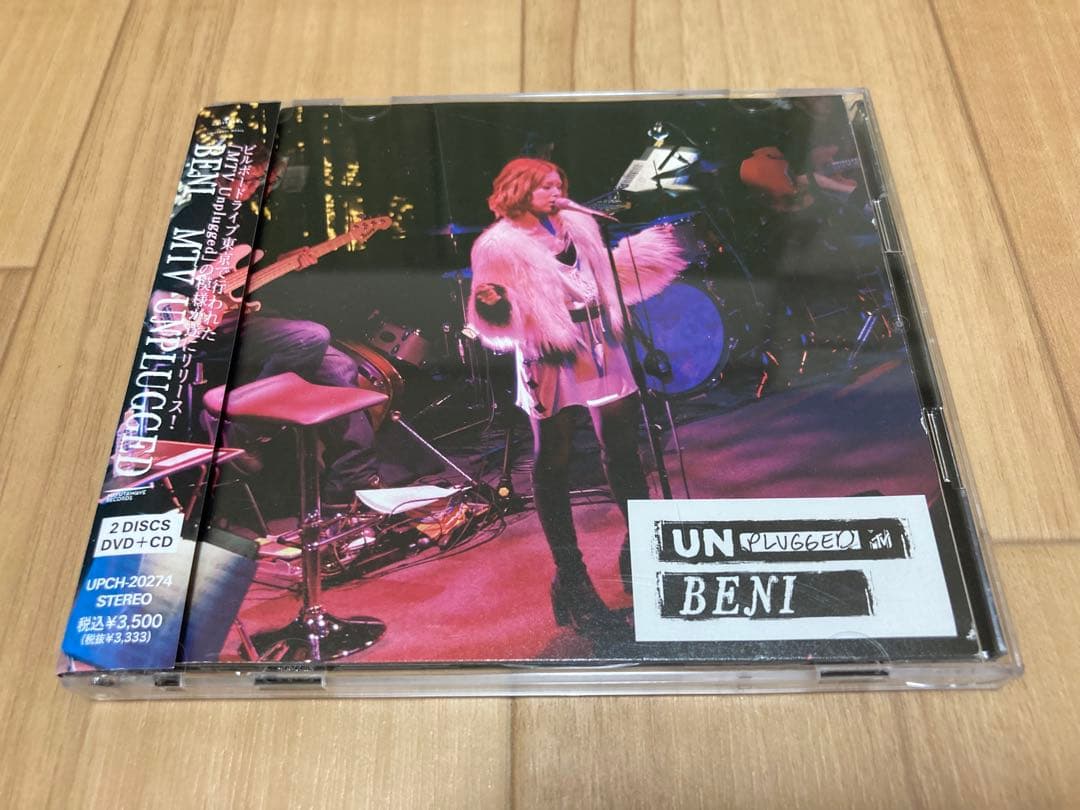 ビルボードライブ東京で行われた
「MTV Unplugged」の模様が遂にリリース!
BENI MTV UNPLUGGED
RECORDS
2 DISCS
DVD+CD
UPCH-20274
STEREO
税込¥3,500
(税抜¥3,333)
UNPLUGGED MTV
BENI